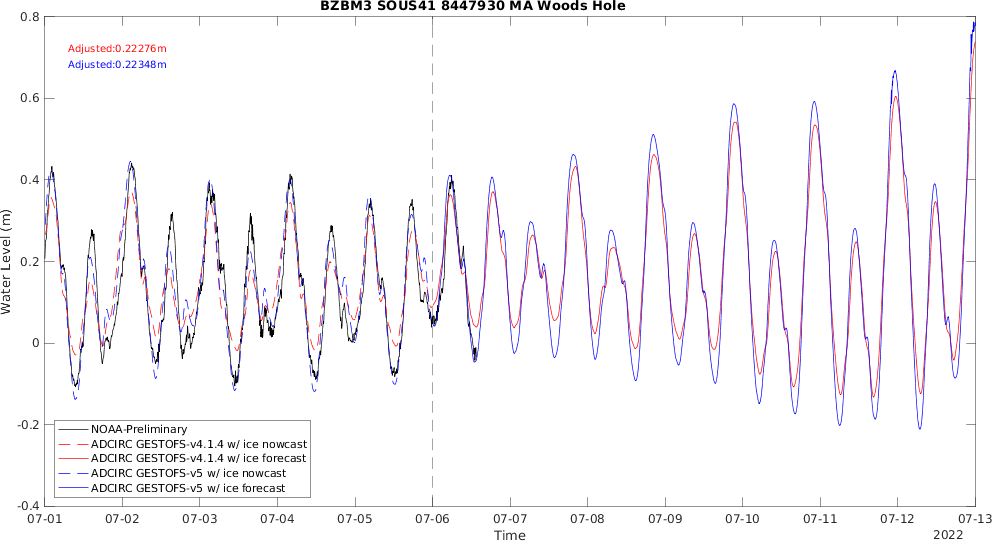 BZBM3 SOUS41 8447930 MA Woods Hole
0.8
0.6
0.4
0.2
0
-0.2
-0.4
Water Level (m)
Adjusted:0.22276m
Adjusted:0.22348m
NOAA-Preliminary
ADCIRC GESTOFS-v4.1.4 w/ ice nowcast
ADCIRC GESTOFS-v4.1.4 w/ ice forecast
ADCIRC GESTOFS-v5 w/ ice nowcast
ADCIRC GESTOFS-v5 w/ ice forecast
07-01 07-02 07-03 07-04 07-05 07-06 07-07 07-08 07-09 07-10 07-11 07-12 07-13
Time
2022